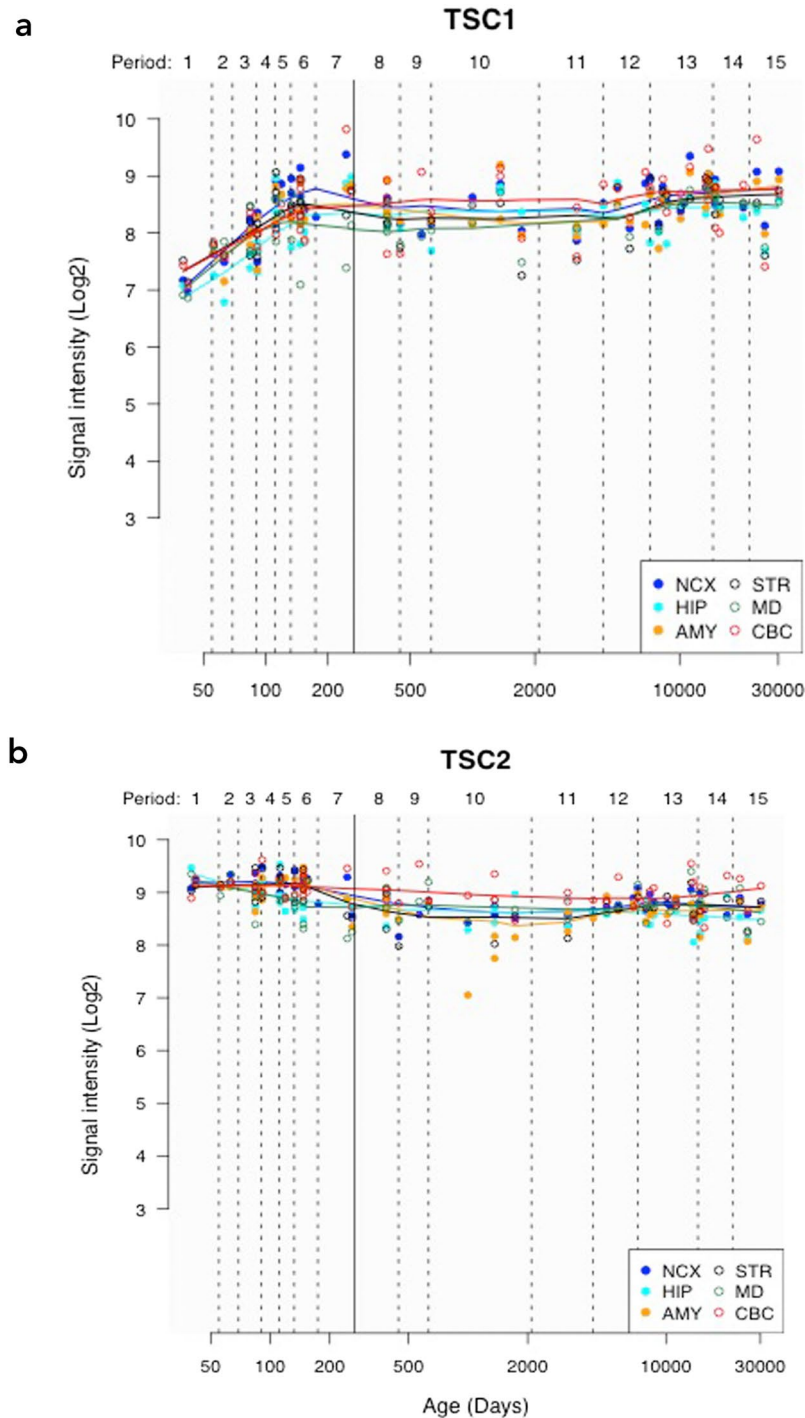 a
TSC1
Period: 1 2 3 4 5 6 7 8 9 10 11 12 13 14 15
10
9
8
7
6
5
4
3
Signal intensity (Log2)
NCX STR
HIP MD
AMY CBC
50 100 200 500 2000 10000 30000
b
TSC2
Period: 1 2 3 4 5 6 7 8 9 10 11 12 13 14 15
10
9
8
7
6
5
4
3
Signal intensity (Log2)
NCX STR
HIP MD
AMY CBC
50 100 200 500 2000 10000 30000
Age (Days)